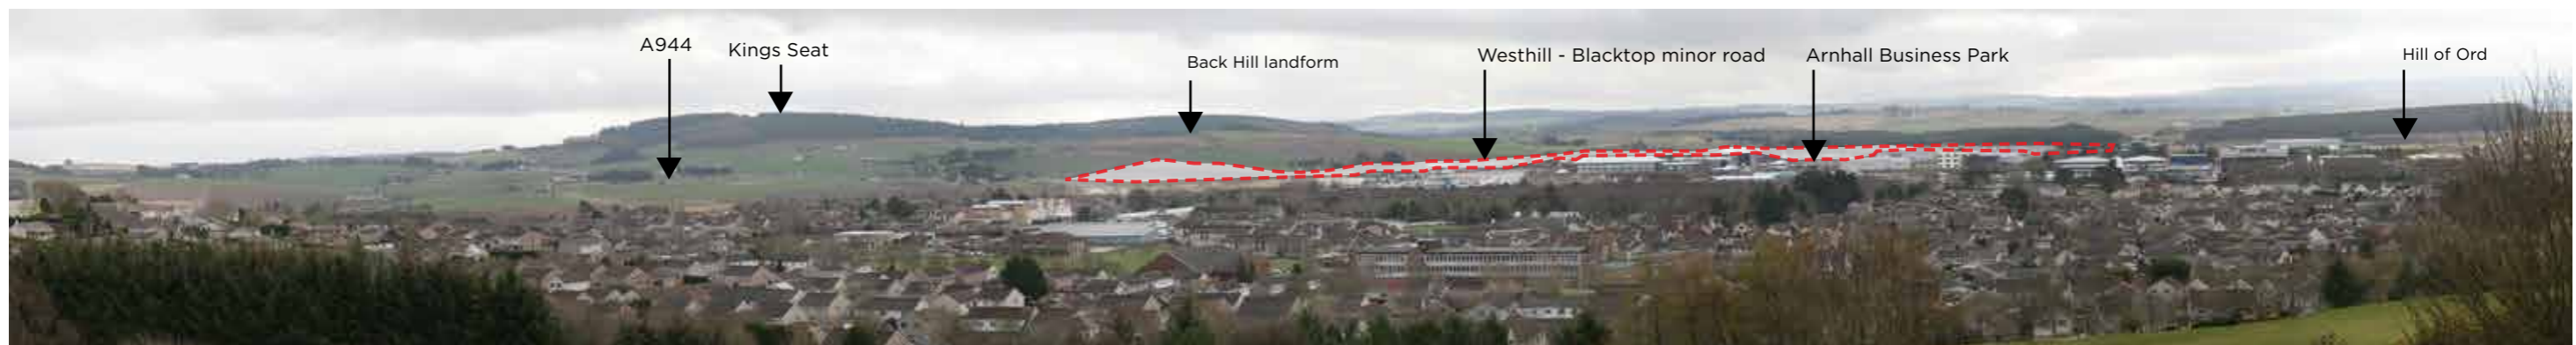 A944
Kings Seat
Back Hill landform
Westhill - Blacktop minor road
Arnhall Business Park
Hill of Ord